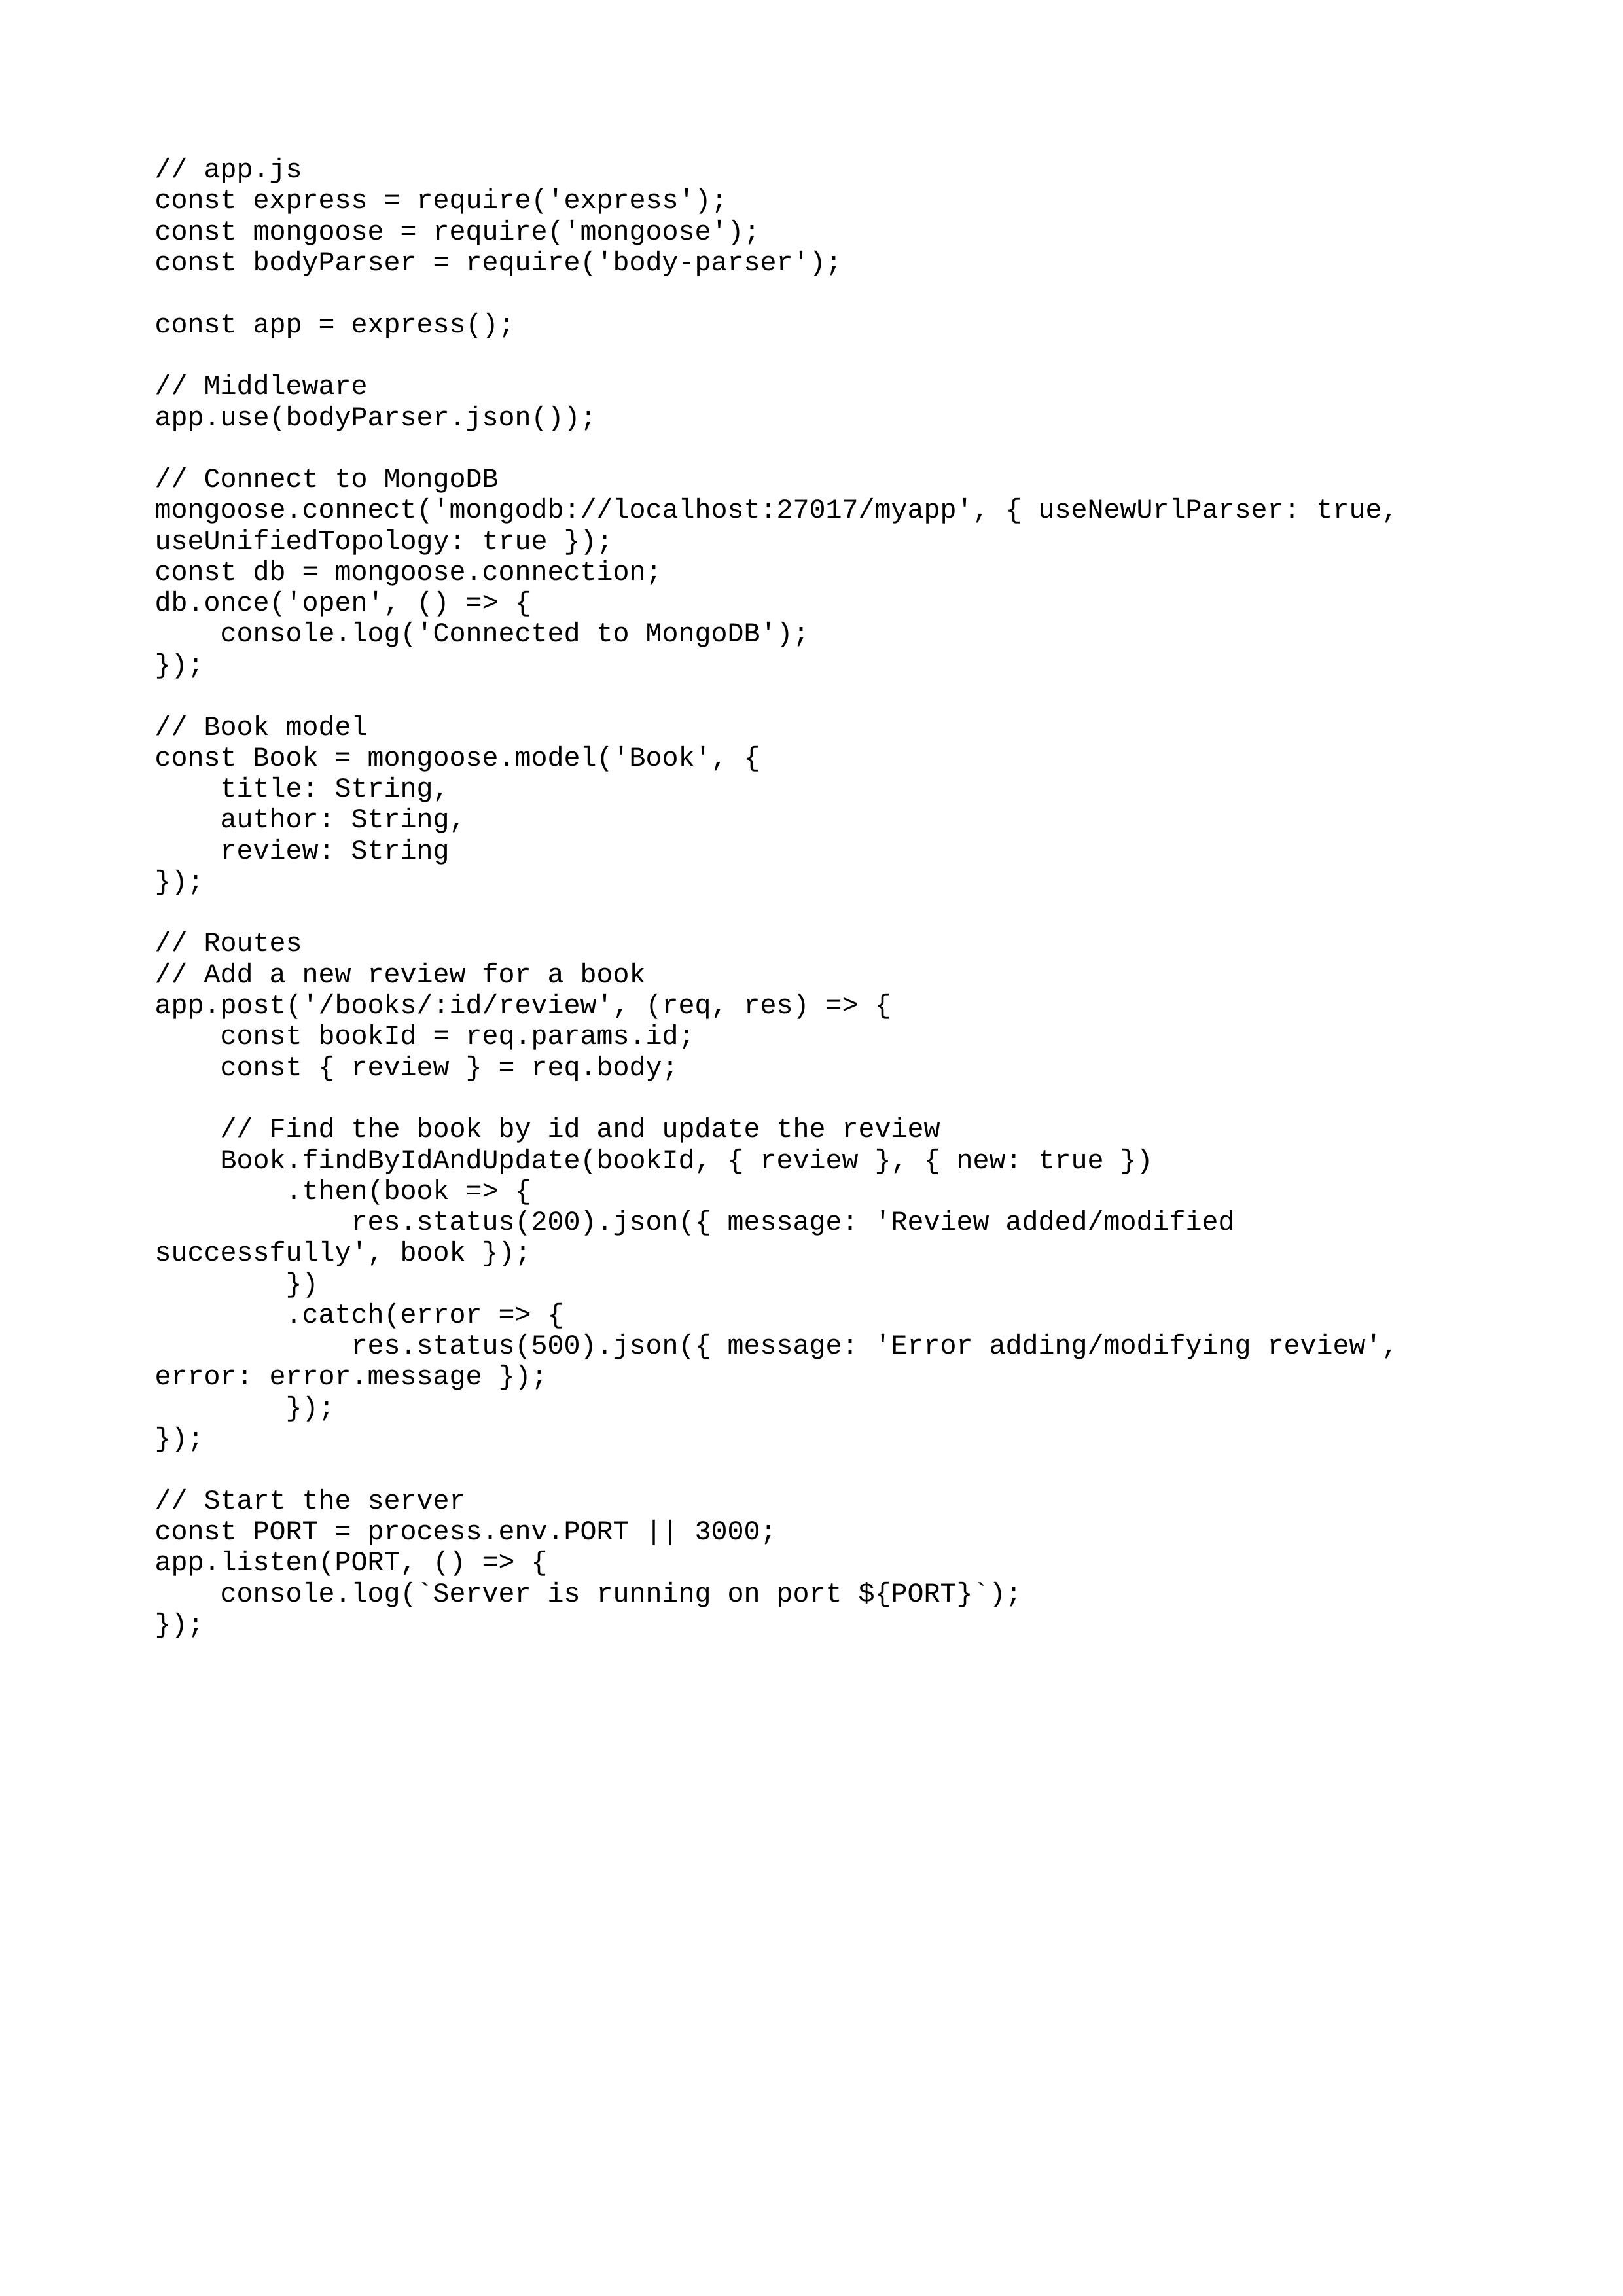 // app.js
const express = require('express');
const mongoose = require('mongoose');
const bodyParser = require('body-parser');

const app = express();

// Middleware
app.use(bodyParser.json());

// Connect to MongoDB
mongoose.connect('mongodb://localhost:27017/myapp', { useNewUrlParser: true,
useUnifiedTopology: true });
const db = mongoose.connection;
db.once('open', () => {
    console.log('Connected to MongoDB');
});

// Book model
const Book = mongoose.model('Book', {
    title: String,
    author: String,
    review: String
});

// Routes
// Add a new review for a book
app.post('/books/:id/review', (req, res) => {
    const bookId = req.params.id;
    const { review } = req.body;

    // Find the book by id and update the review
    Book.findByIdAndUpdate(bookId, { review }, { new: true })
        .then(book => {
            res.status(200).json({ message: 'Review added/modified
successfully', book });
        })
        .catch(error => {
            res.status(500).json({ message: 'Error adding/modifying review',
error: error.message });
        });
});

// Start the server
const PORT = process.env.PORT || 3000;
app.listen(PORT, () => {
    console.log(`Server is running on port ${PORT}`);
});